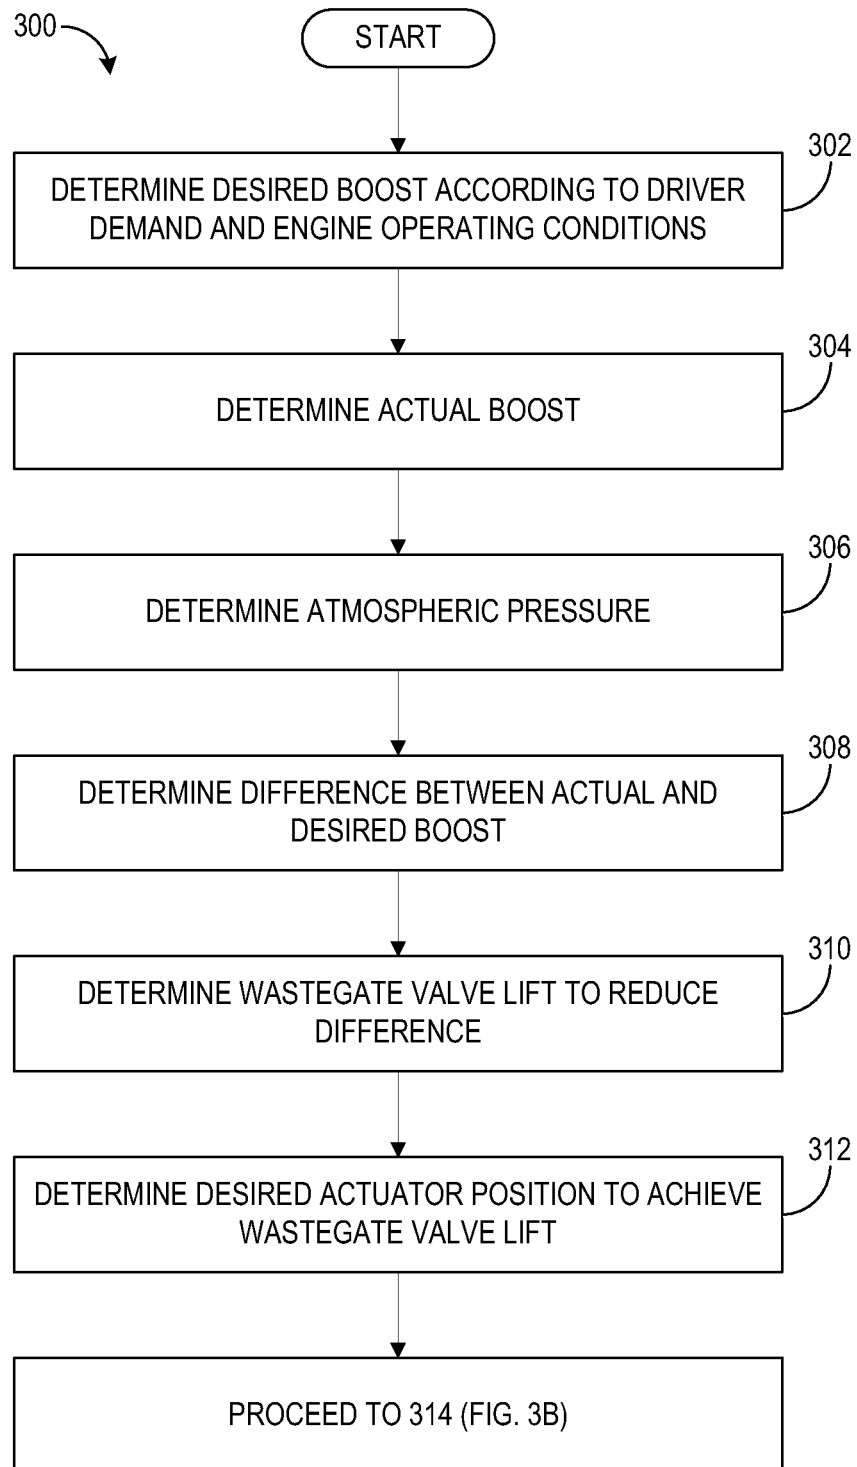 300
START
302
DETERMINE DESIRED BOOST ACCORDING TO DRIVER
DEMAND AND ENGINE OPERATING CONDITIONS
304
DETERMINE ACTUAL BOOST
306
DETERMINE ATMOSPHERIC PRESSURE
308
DETERMINE DIFFERENCE BETWEEN ACTUAL AND
DESIRED BOOST
310
DETERMINE WASTEGATE VALVE LIFT TO REDUCE
DIFFERENCE
312
DETERMINE DESIRED ACTUATOR POSITION TO ACHIEVE
WASTEGATE VALVE LIFT
PROCEED TO 314 (FIG. 3B)